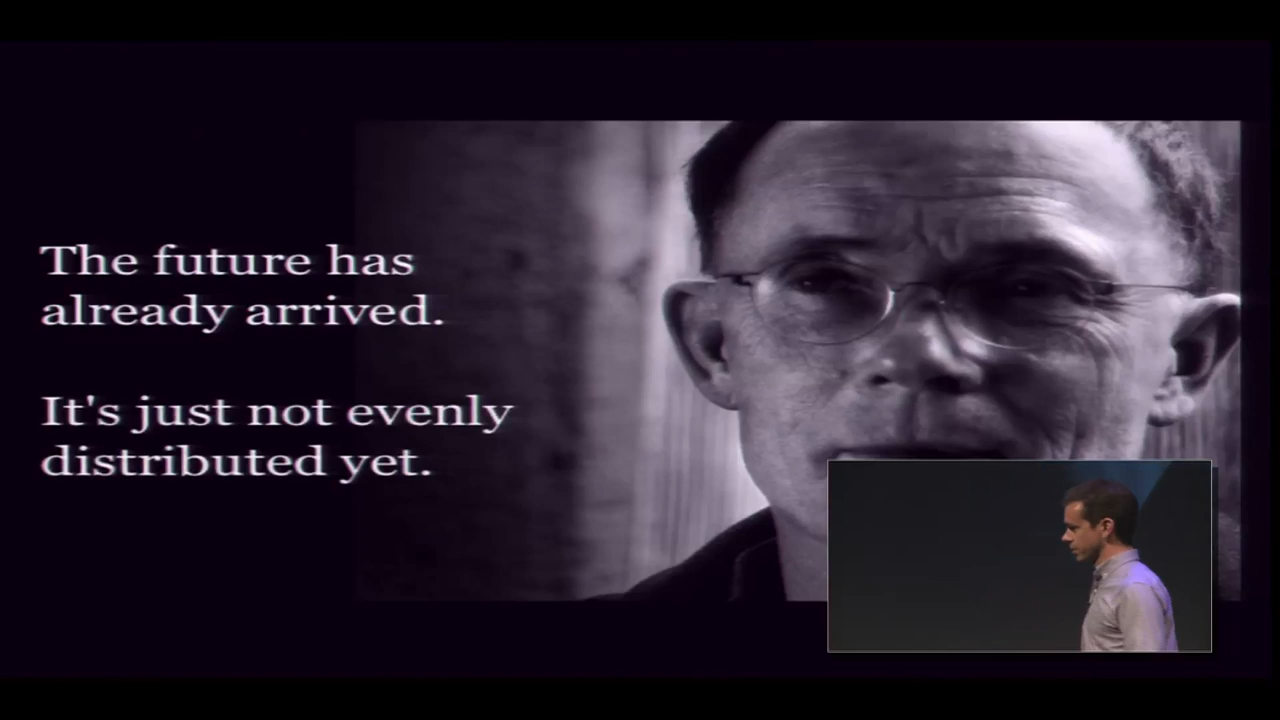 The future has
already arrived.
It's just not evenly
distributed yet.